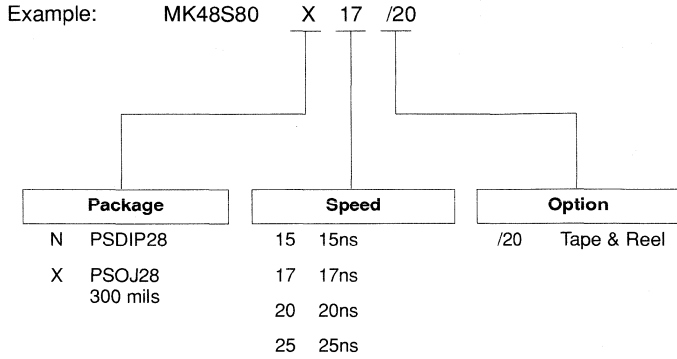 Example: MK48S80 X 17 /20
Package Speed Option
N PSDIP28 15 15ns /20 Tape & Reel
X PSOJ28 17 17ns
300 mils
20 20ns
25 25ns